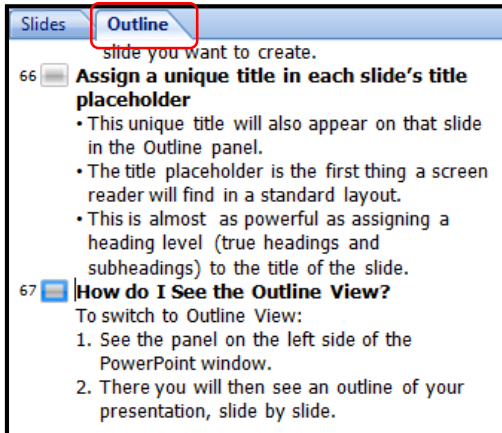 Slides Outline
slide you want to create.
66 Assign a unique title in each slide's title
placeholder
• This unique title will also appear on that slide
in the Outline panel.
• The title placeholder is the first thing a screen
reader will find in a standard layout.
• This is almost as powerful as assigning a
heading level (true headings and
subheadings) to the title of the slide.
67 How do I See the Outline View?
To switch to Outline View:
1. See the panel on the left side of the
PowerPoint window.
2. There you will then see an outline of your
presentation, slide by slide.